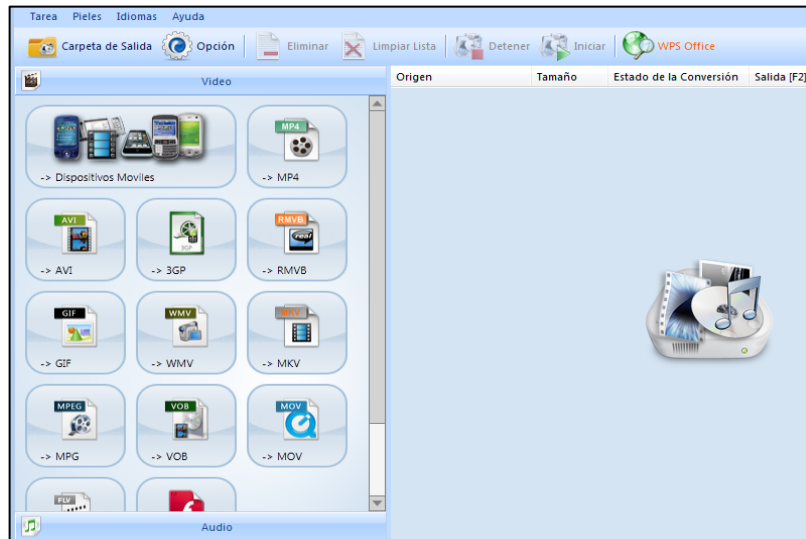 Tarea Pieles Idiomas Ayuda
Carpeta de Salida Opción Eliminar Limpiar Lista Detener Iniciar WPS Office
Video
Origen Tamaño Estado de la Conversión Salida [F2]
MP4
-> Dispositivos Moviles -> MP4
AVI 3GP RMVB real
-> AVI -> 3GP -> RMVB
GIF WMV MKV
-> GIF -> WMV -> MKV
MPEG VOB MOV
-> MPG -> VOB -> MOV
FLV
Audio